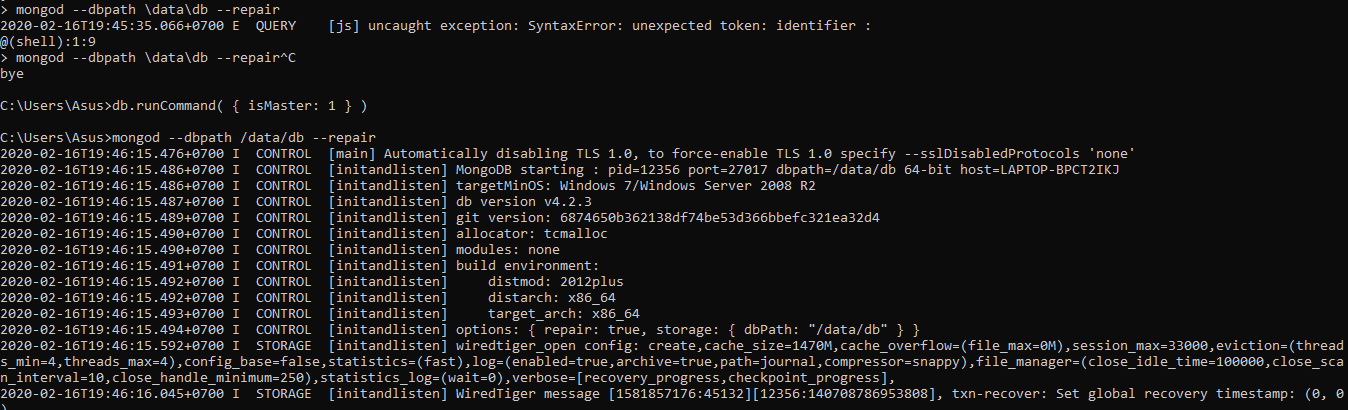 > mongod --dbpath \data\db --repair
2020-02-16T19:45:35.066+0700 E  QUERY    [js] uncaught exception: SyntaxError: unexpected token: identifier :
@(shell):1:9
> mongod --dbpath \data\db --repair^C
bye
C:\Users\Asus>db.runCommand( { isMaster: 1 } )
C:\Users\Asus>mongod --dbpath /data/db --repair
2020-02-16T19:46:15.476+0700 I  CONTROL  [main] Automatically disabling TLS 1.0, to force-enable TLS 1.0 specify --sslDisabledProtocols 'none'
2020-02-16T19:46:15.486+0700 I  CONTROL  [initandlisten] MongoDB starting : pid=12356 port=27017 dbpath=/data/db 64-bit host=LAPTOP-BPCT2IKJ
2020-02-16T19:46:15.486+0700 I  CONTROL  [initandlisten] targetMinOS: Windows 7/Windows Server 2008 R2
2020-02-16T19:46:15.487+0700 I  CONTROL  [initandlisten] db version v4.2.3
2020-02-16T19:46:15.489+0700 I  CONTROL  [initandlisten] git version: 6874650b362138df74be53d366bbefc321ea32d4
2020-02-16T19:46:15.490+0700 I  CONTROL  [initandlisten] allocator: tcmalloc
2020-02-16T19:46:15.490+0700 I  CONTROL  [initandlisten] modules: none
2020-02-16T19:46:15.491+0700 I  CONTROL  [initandlisten] build environment:
2020-02-16T19:46:15.492+0700 I  CONTROL  [initandlisten]     distmod: 2012plus
2020-02-16T19:46:15.492+0700 I  CONTROL  [initandlisten]     distarch: x86_64
2020-02-16T19:46:15.493+0700 I  CONTROL  [initandlisten]     target_arch: x86_64
2020-02-16T19:46:15.494+0700 I  CONTROL  [initandlisten] options: { repair: true, storage: { dbPath: "/data/db" } }
2020-02-16T19:46:15.592+0700 I  STORAGE  [initandlisten] wiredtiger_open config: create,cache_size=1470M,cache_overflow=(file_max=0M),session_max=33000,eviction=(thread
s_min=4,threads_max=4),config_base=false,statistics=(fast),log=(enabled=true,archive=true,path=journal,compressor=snappy),file_manager=(close_idle_time=100000,close_sca
n_interval=10,close_handle_minimum=250),statistics_log=(wait=0),verbose=[recovery_progress,checkpoint_progress],
2020-02-16T19:46:16.045+0700 I  STORAGE  [initandlisten] WiredTiger message [1581857176:45132][12356:140708786953808], txn-recover: Set global recovery timestamp: (0, 0
)